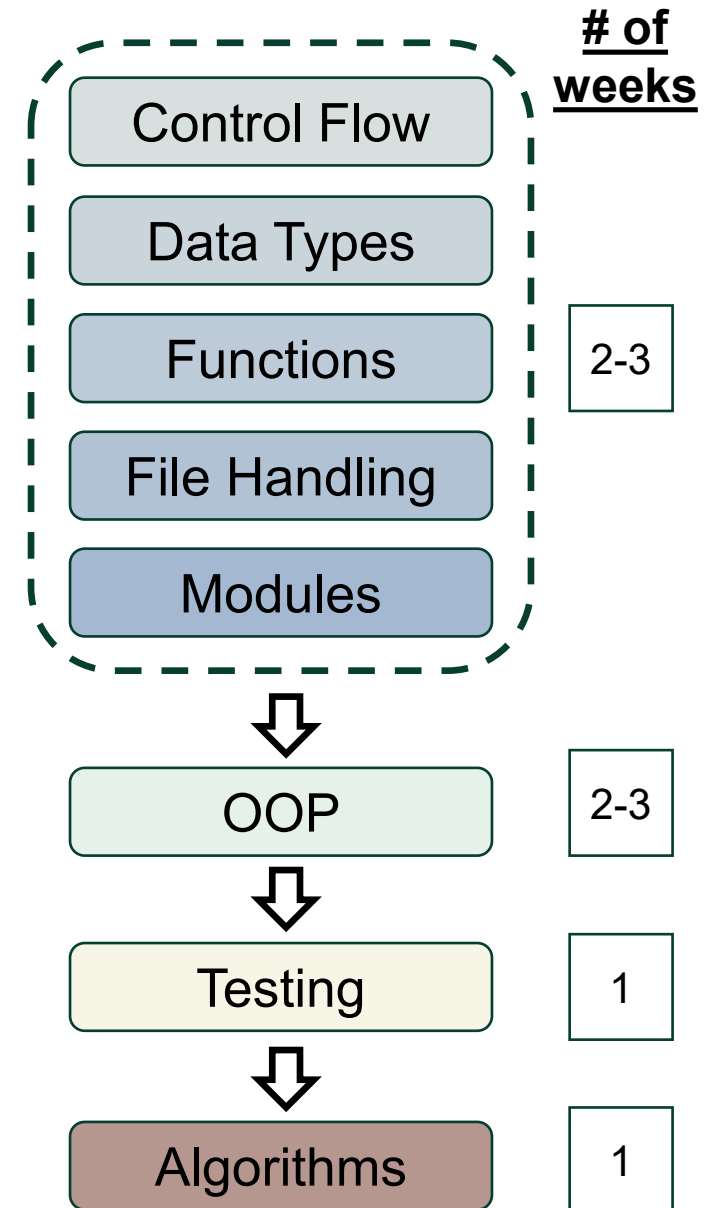 # of
weeks
Control Flow
Data Types
Functions
2-3
File Handling
Modules
OOP
2-3
Testing
1
Algorithms
1